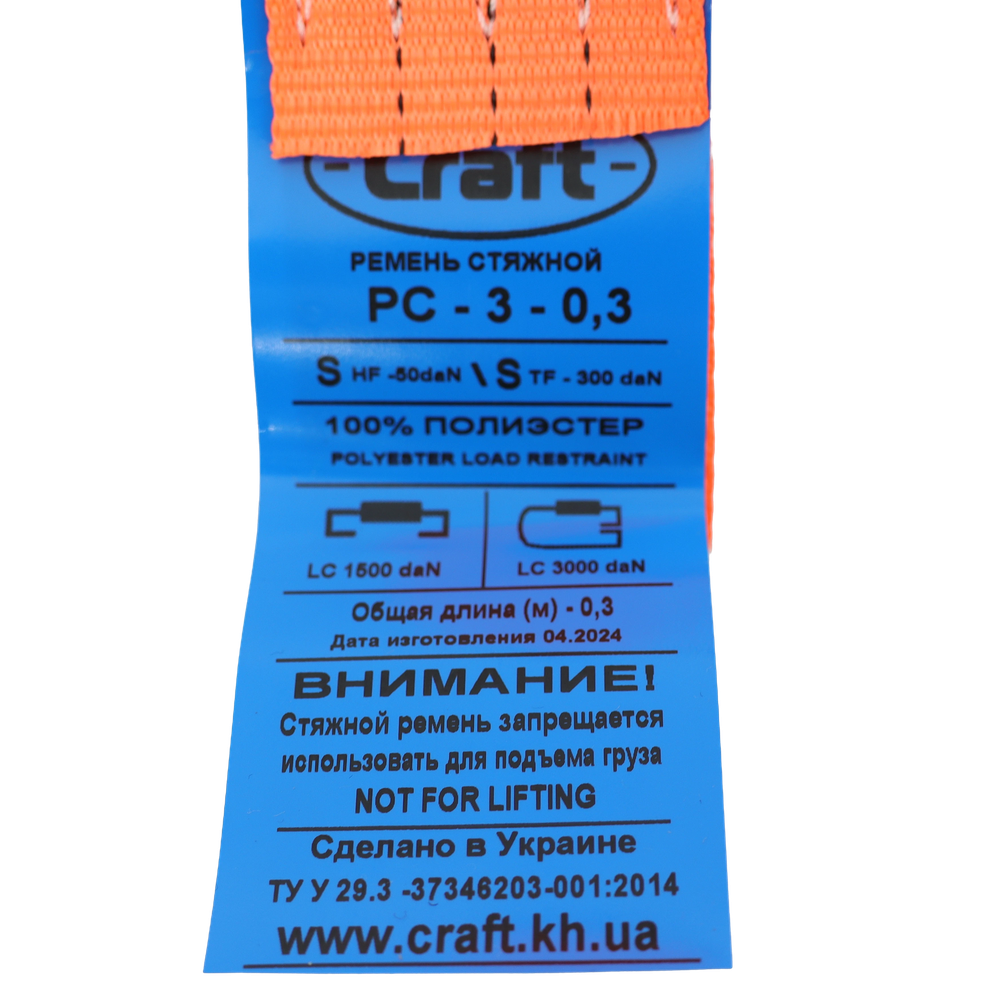 - Craft -
РЕМЕНЬ СТЯЖНОЙ
РС - 3 - 0,3
S HF -50daN \ S TF - 300 daN
100% ПОЛИЭСТЕР
POLYESTER LOAD RESTRAINT
LC 1500 daN LC 3000 daN
Общая длина (м) - 0,3
Дата изготовления 04.2024
ВНИМАНИЕ!
Стяжной ремень запрещается
использовать для подъема груза
NOT FOR LIFTING
Сделано в Украине
ТУ У 29.3 -37346203-001:2014
www.craft.kh.ua